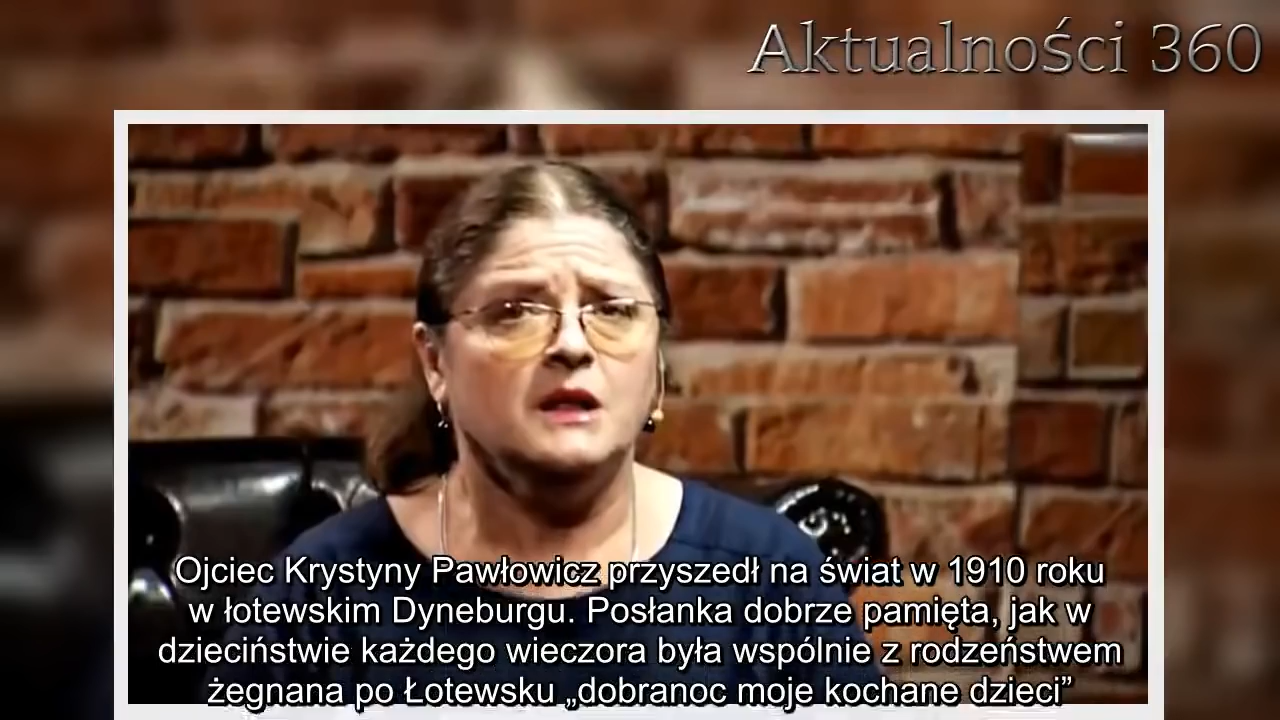 Aktualności 360
Ojciec Krystyny Pawłowicz przyszedł na świat w 1910 roku
w łotewskim Dyneburgu. Posłanka dobrze pamięta, jak w
dzieciństwie każdego wieczora była wspólnie z rodzeństwem
żegnana po Łotewsku „dobranoc moje kochane dzieci”